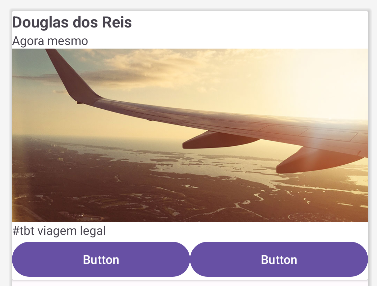 Douglas dos Reis
Agora mesmo
#tbt viagem legal
Button Button